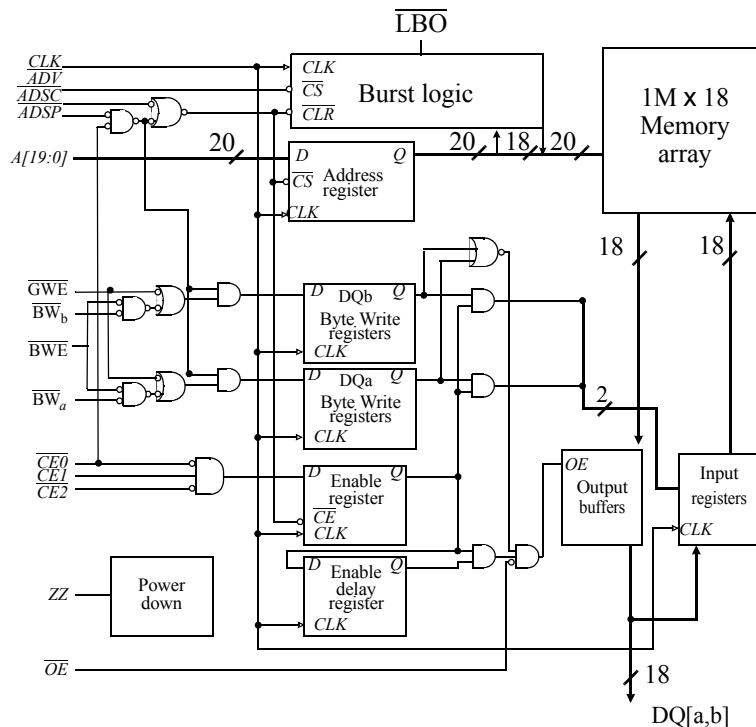 LBO
CLK
ADV
ADSC
ADSP
CLK
CS
CLR
Burst logic
1M x 18
Memory
array
A[19:0]
20
D
Q
Address
register
CS
CLK
20
18
20
18
18
GWE
BWb
BWE
BWa
D
DQb
Q
Byte Write
registers
CLK
D
DQa
Q
Byte Write
registers
CLK
2
CE0
CE1
CE2
D
Enable
Q
register
CE
CLK
OE
Output
buffers
Input
registers
CLK
D
Enable
Q
delay
register
CLK
ZZ
Power
down
OE
18
DQ[a,b]